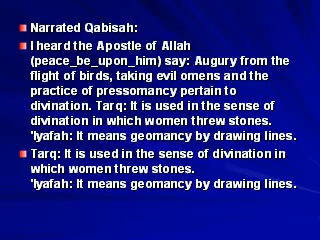 Narrated Qabisah:
I heard the Apostle of Allah
(peace_be_upon_him) say: Augury from the
flight of birds, taking evil omens and the
practice of pressomancy pertain to
divination. Tarq: It is used in the sense of
divination in which women threw stones.
'Iyafah: It means geomancy by drawing lines.
Tarq: It is used in the sense of divination in
which women threw stones.
'Iyafah: It means geomancy by drawing lines.